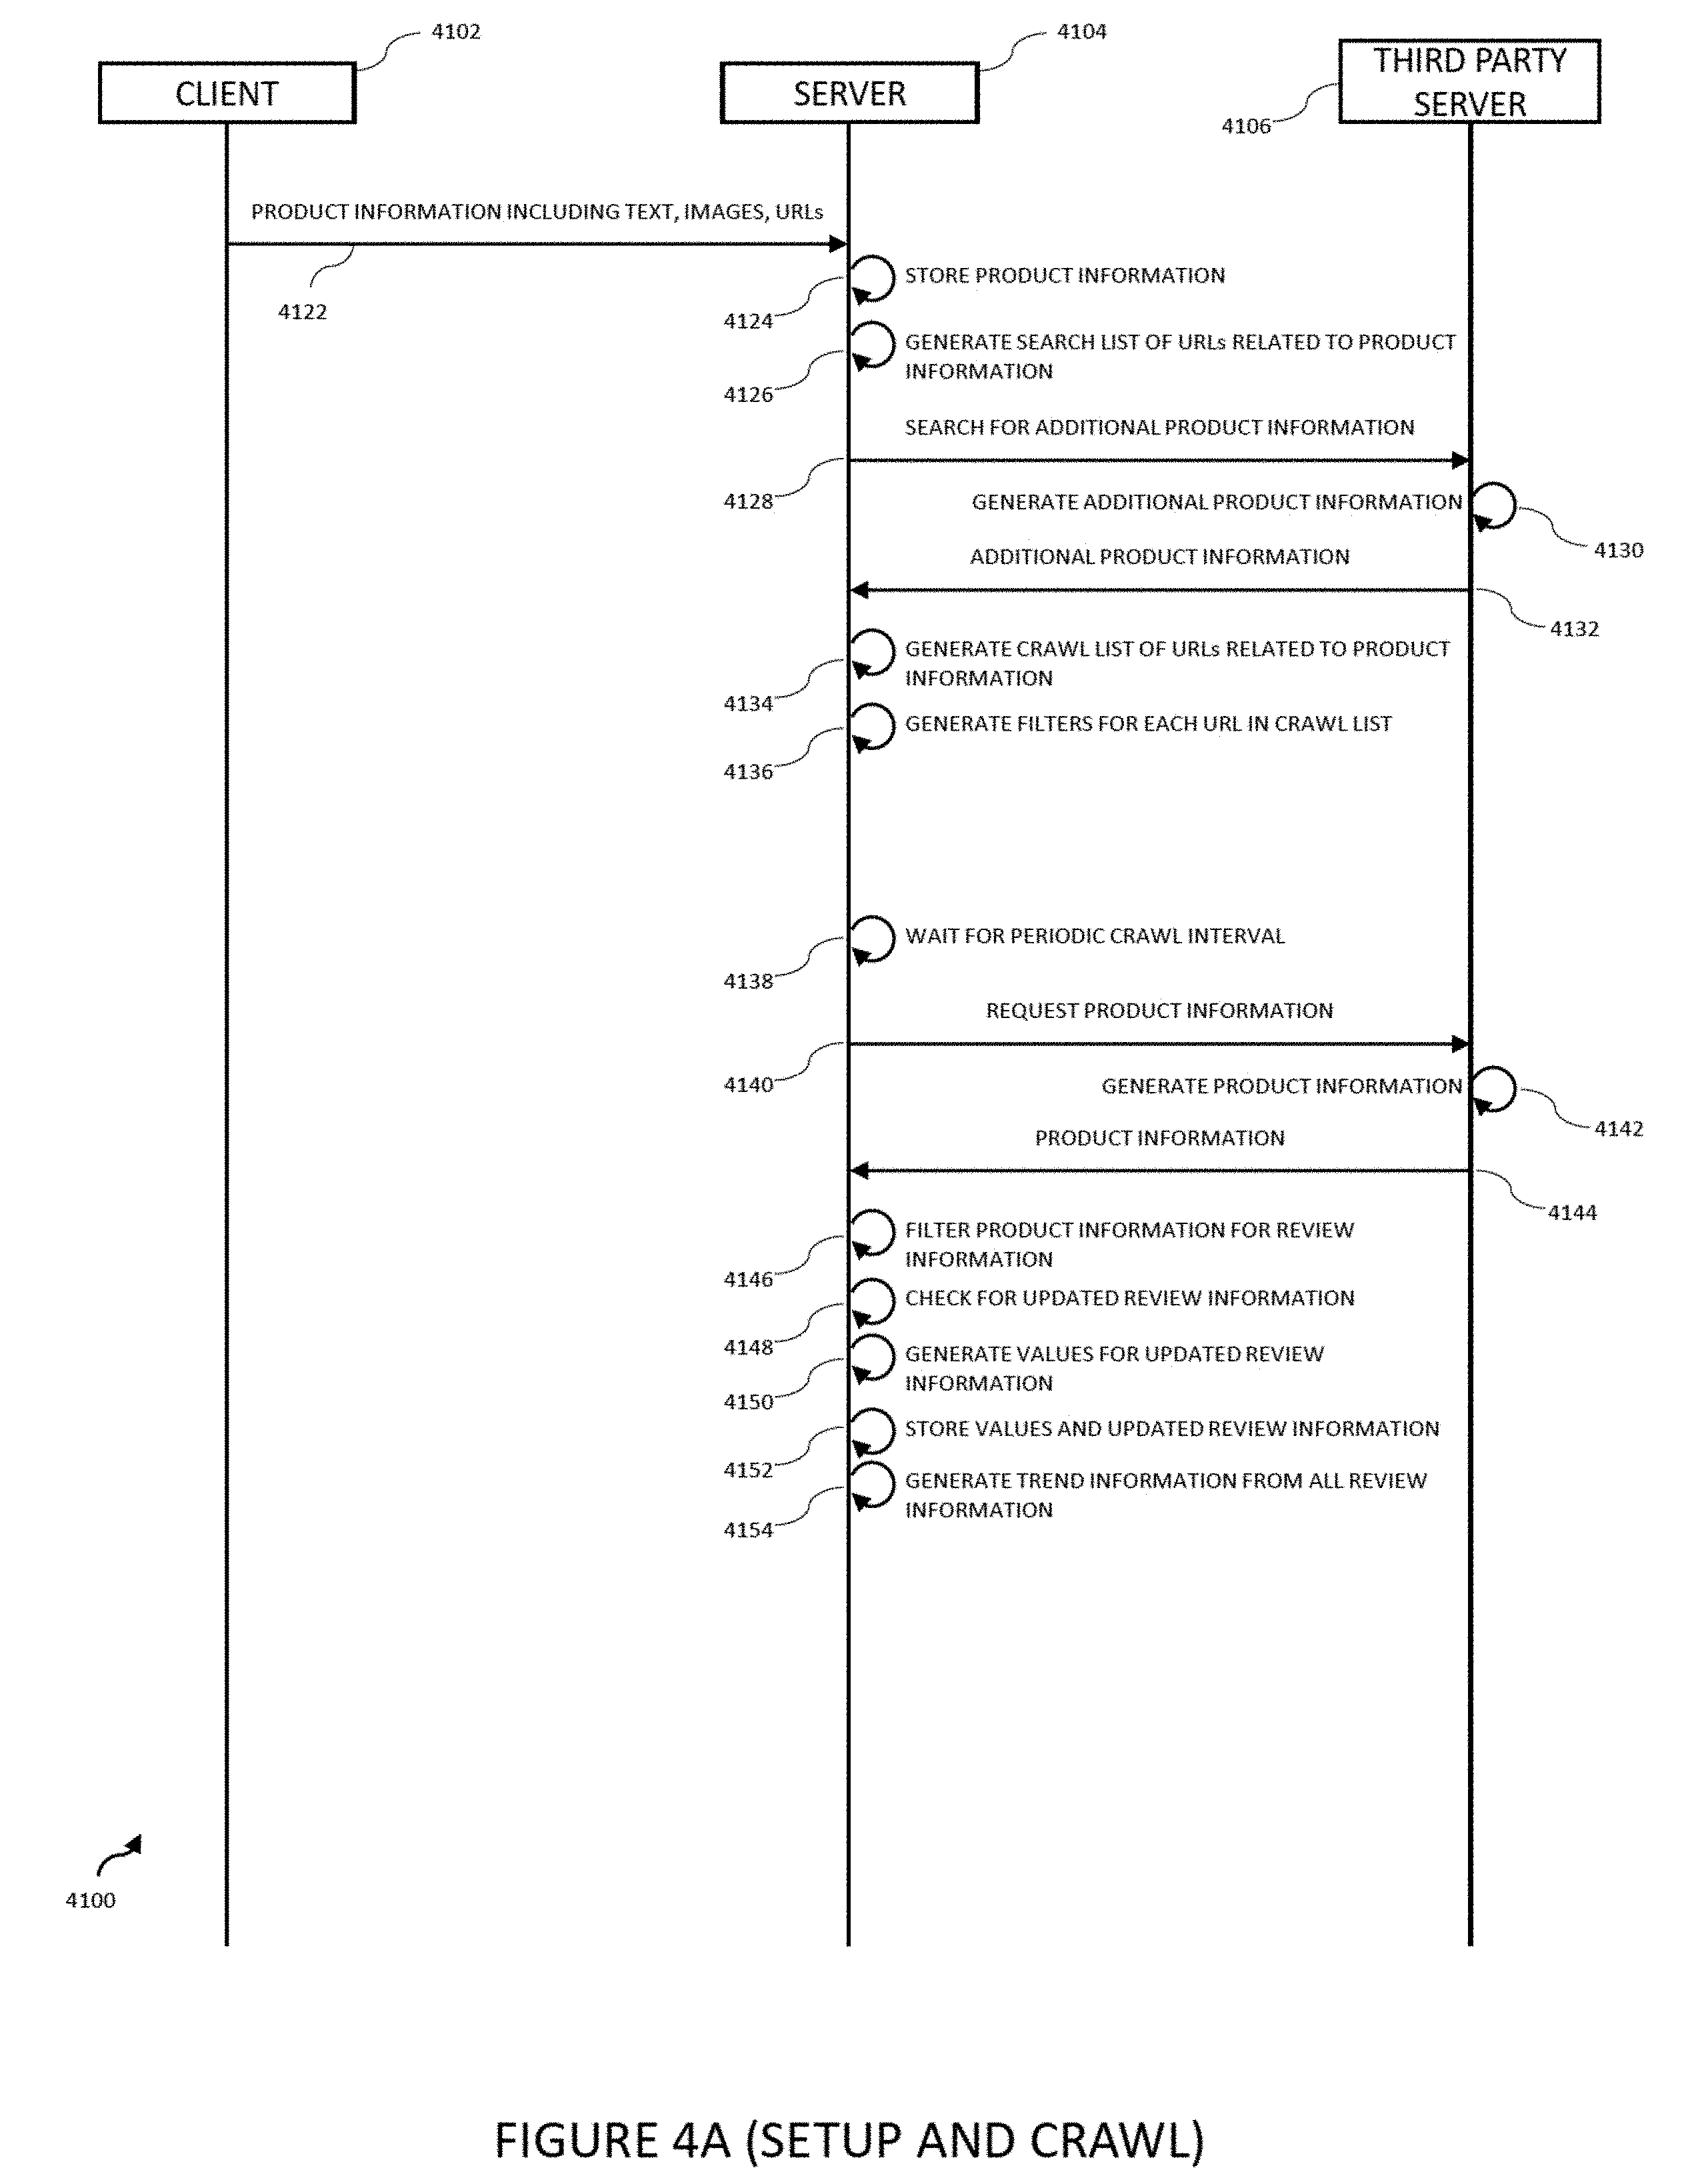 4102
4104
CLIENT
SERVER
THIRD PARTY
SERVER
4106
PRODUCT INFORMATION INCLUDING TEXT, IMAGES, URLs
4122
STORE PRODUCT INFORMATION
4124
GENERATE SEARCH LIST OF URLs RELATED TO PRODUCT
INFORMATION
4126
SEARCH FOR ADDITIONAL PRODUCT INFORMATION
4128
GENERATE ADDITIONAL PRODUCT INFORMATION
4130
ADDITIONAL PRODUCT INFORMATION
4132
GENERATE CRAWL LIST OF URLs RELATED TO PRODUCT
INFORMATION
4134
GENERATE FILTERS FOR EACH URL IN CRAWL LIST
4136
WAIT FOR PERIODIC CRAWL INTERVAL
4138
REQUEST PRODUCT INFORMATION
4140
GENERATE PRODUCT INFORMATION
4142
PRODUCT INFORMATION
4144
FILTER PRODUCT INFORMATION FOR REVIEW
INFORMATION
4146
CHECK FOR UPDATED REVIEW INFORMATION
4148
GENERATE VALUES FOR UPDATED REVIEW
INFORMATION
4150
STORE VALUES AND UPDATED REVIEW INFORMATION
4152
GENERATE TREND INFORMATION FROM ALL REVIEW
INFORMATION
4154
4100
FIGURE 4A (SETUP AND CRAWL)